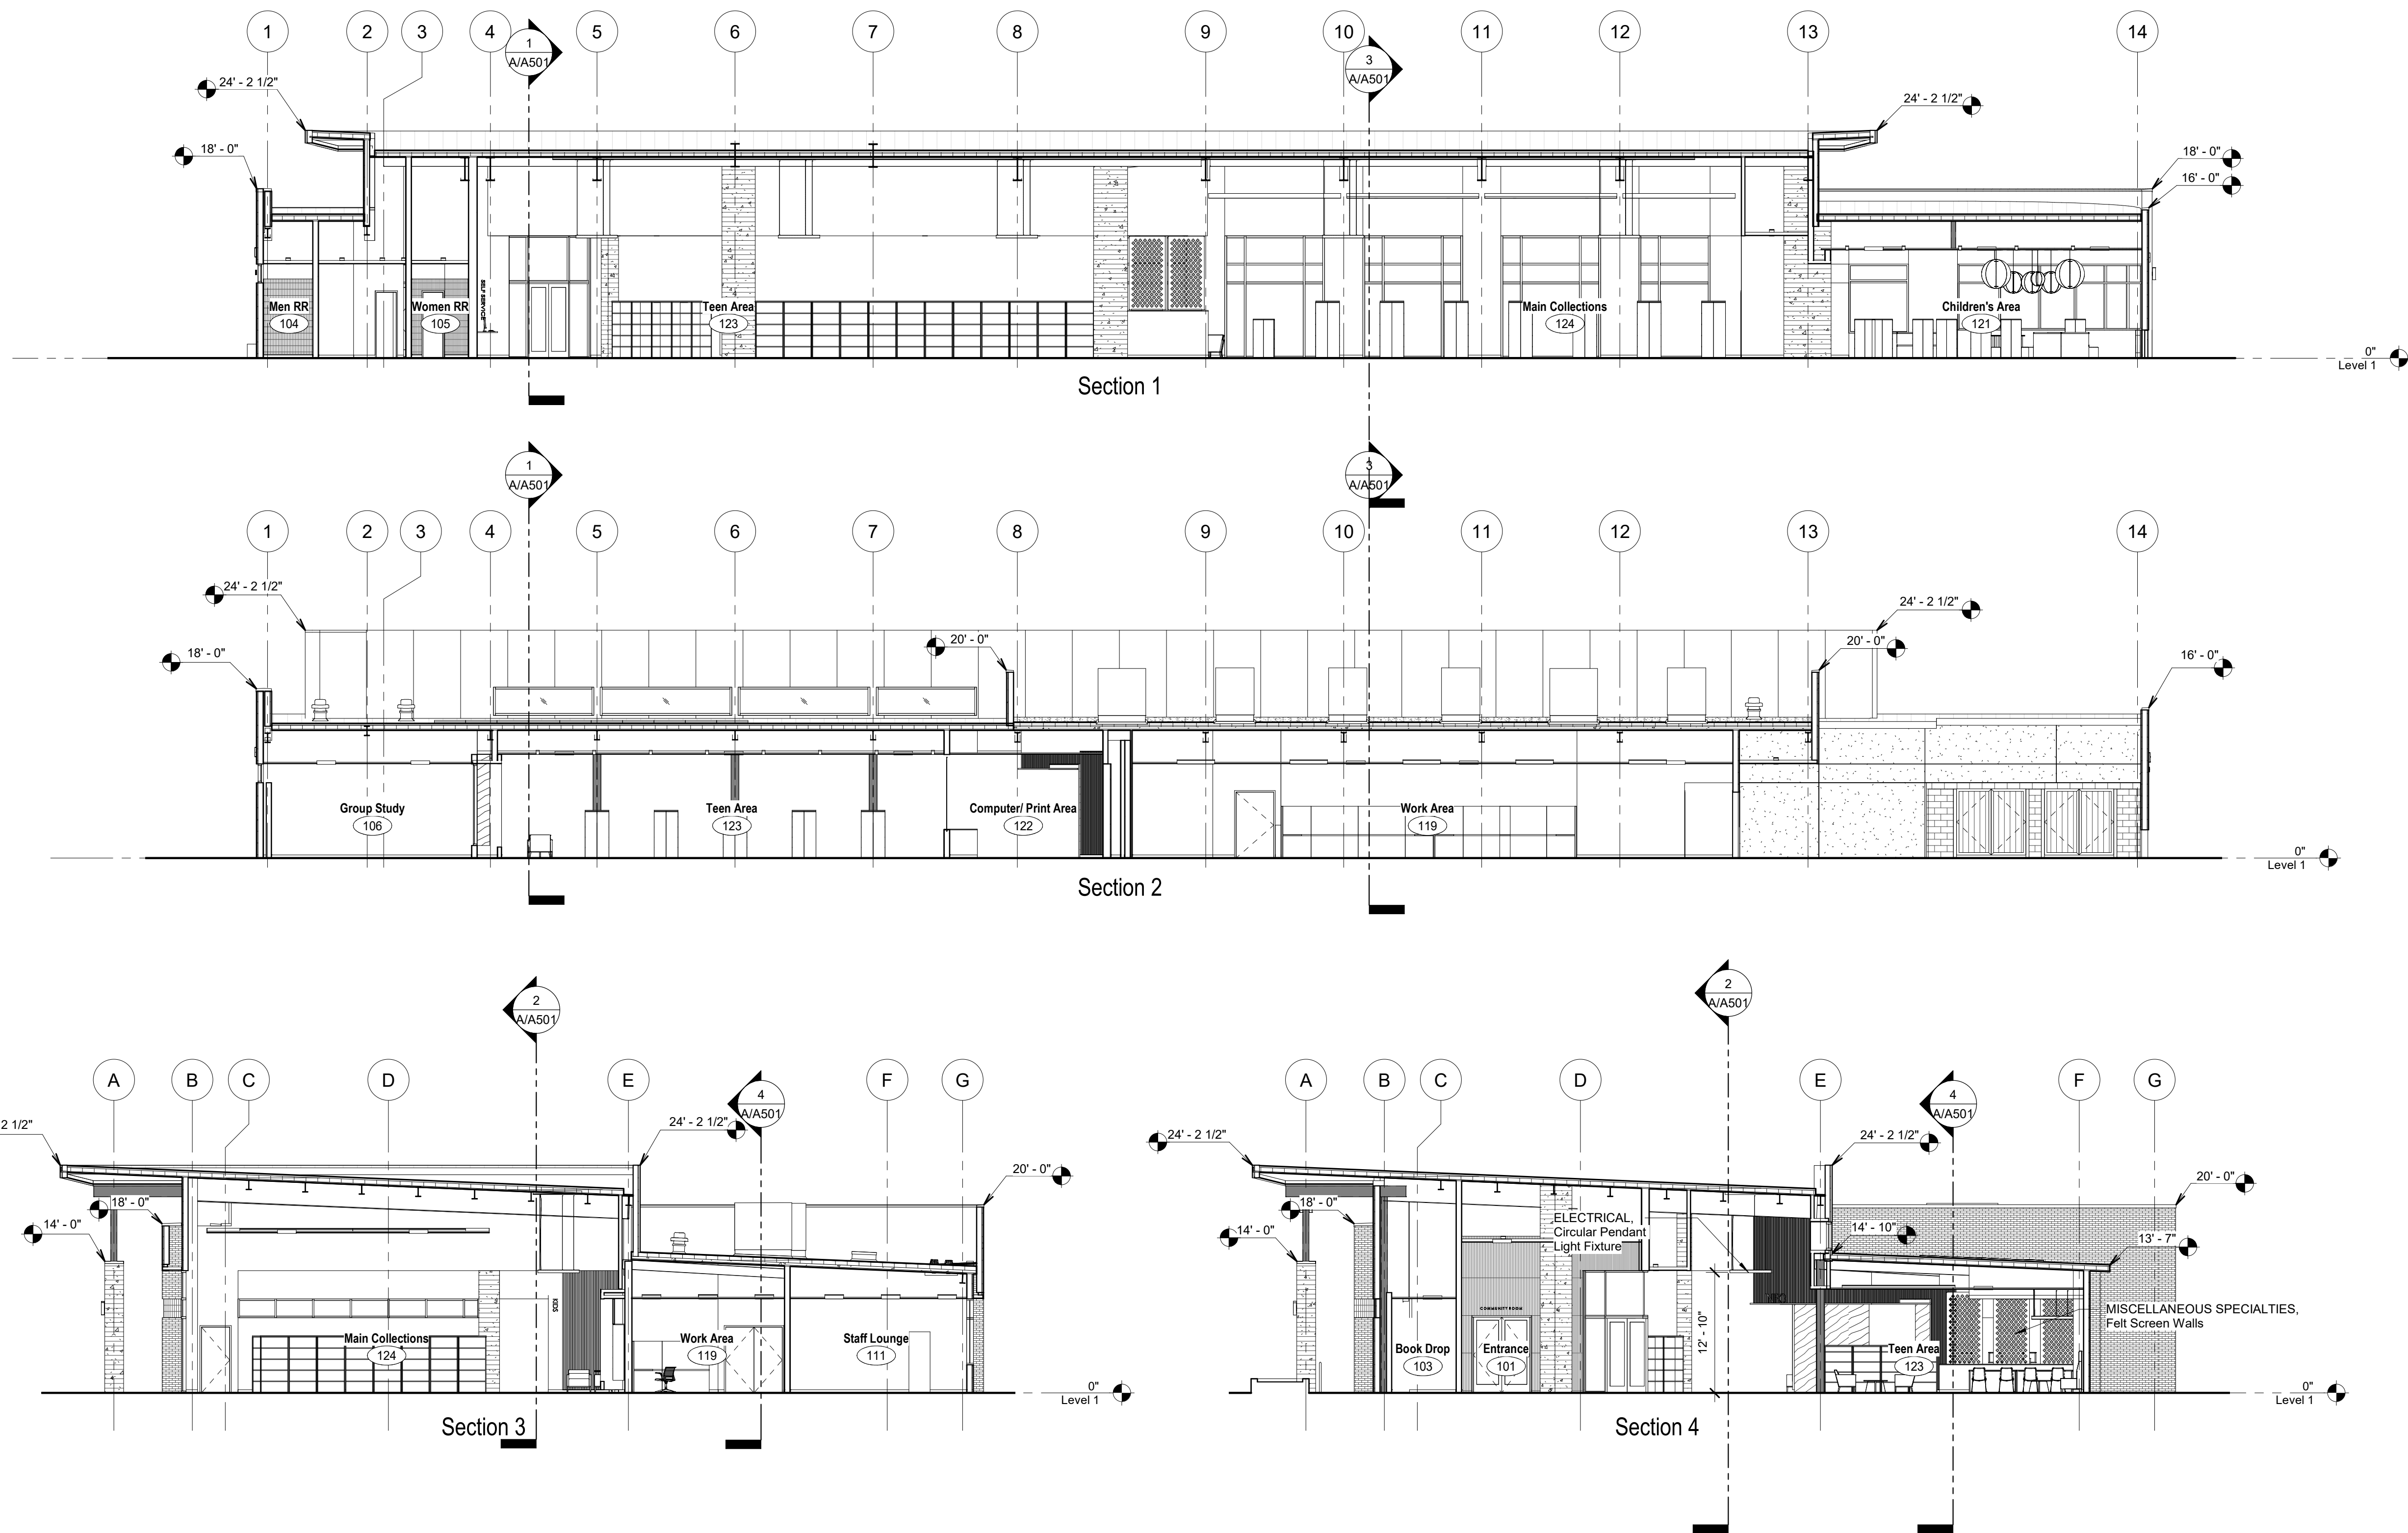 1 2 3 4 5 6 7 8 9 10 11 12 13 14
1
A/A501
3
A/A501
24' - 2 1/2"
24' - 2 1/2"
18' - 0"
18' - 0"
16' - 0"
SELF SERVICE
Men RR
104
Women RR
105
Teen Area
123
Main Collections
124
Children's Area
121
0"
Level 1
Section 1
1
A/A501
3
A/A501
1 2 3 4 5 6 7 8 9 10 11 12 13 14
24' - 2 1/2"
24' - 2 1/2"
20' - 0"
20' - 0"
18' - 0"
16' - 0"
Group Study
106
Teen Area
123
Computer/ Print Area
122
Work Area
119
0"
Level 1
Section 2
2
A/A501
A B C D E F G
4
A/A501
2 1/2"
24' - 2 1/2"
20' - 0"
18' - 0"
14' - 0"
KIDS
Main Collections
124
Work Area
119
Staff Lounge
111
0"
Level 1
Section 3
2
A/A501
A B C D E F G
4
A/A501
24' - 2 1/2"
24' - 2 1/2"
20' - 0"
18' - 0"
14' - 0"
ELECTRICAL,
Circular Pendant
Light Fixture
14' - 10"
13' - 7"
COMMUNITY ROOM
12' - 10"
MISCELLANEOUS SPECIALTIES,
Felt Screen Walls
Book Drop
103
Entrance
101
Teen Area
123
0"
Level 1
Section 4